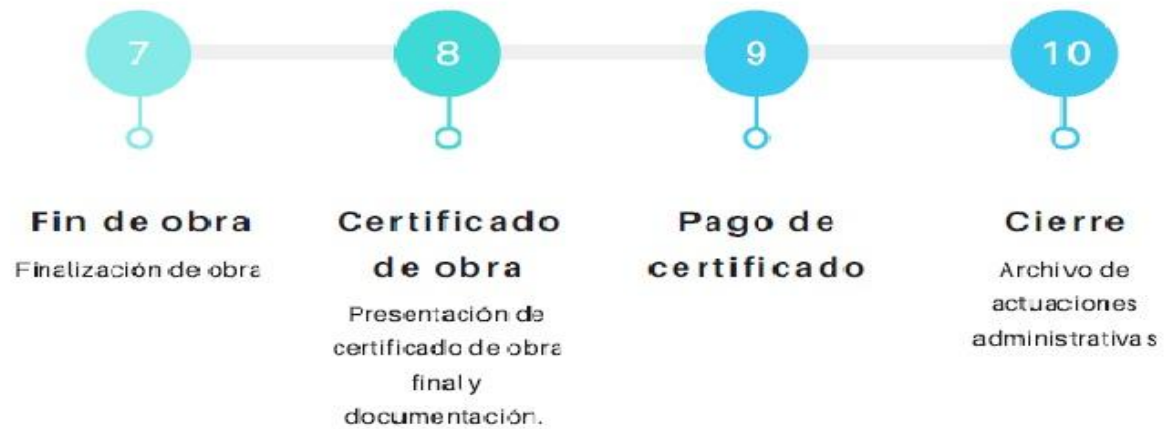 7
8
9
10
Fin de obra
Finalización de obra
Certificado
de obra
Presentación de
certificado de obra
final y
documentación.
Pago de
certificado
Cierre
Archivo de
actuaciones
administrativas